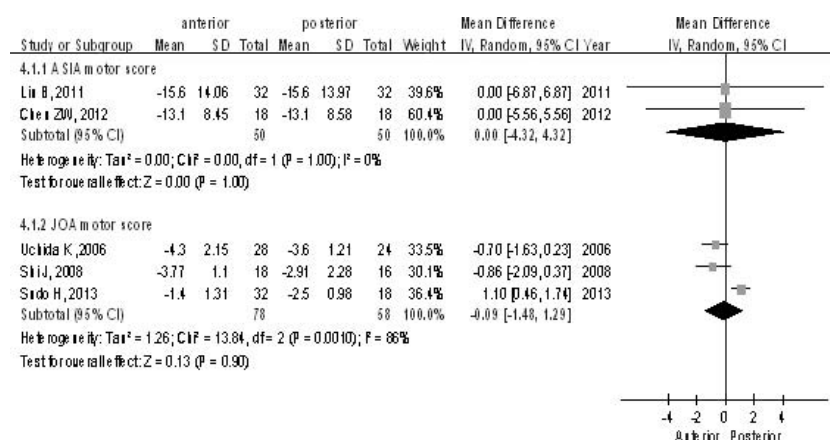 anterior posterior Mean Difference Mean Difference
Study or Subgroup Mean SD Total Mean SD Total Weight IV, Random, 95% CI Year IV, Random, 95% CI
4.1.1 ASIA motor score
Lin B, 2011 -15.6 14.06 32 -15.6 13.97 32 39.6% 0.00 [-6.87, 6.87] 2011
Chen ZW, 2012 -13.1 8.45 18 -13.1 8.58 18 60.4% 0.00 [-5.56, 5.56] 2012
Subtotal (95% CI) 50 50 100.0% 0.00 [-4.32, 4.32]
Heterogeneity: Tau² = 0.00; Chi² = 0.00, df = 1 (P = 1.00); I² = 0%
Test for overall effect: Z = 0.00 (P = 1.00)
4.1.2 JOA motor score
Uchida K, 2006 -4.3 2.15 28 -3.6 1.21 24 33.5% -0.70 [-1.63, 0.23] 2006
Shi J, 2008 -3.77 1.1 18 -2.91 2.28 16 30.1% -0.86 [-2.09, 0.37] 2008
Sudo H, 2013 -1.4 1.31 32 -2.5 0.98 18 36.4% 1.10 [0.46, 1.74] 2013
Subtotal (95% CI) 78 58 100.0% -0.09 [-1.48, 1.29]
Heterogeneity: Tau² = 1.26; Chi² = 13.84, df = 2 (P = 0.0010); I² = 86%
Test for overall effect: Z = 0.13 (P = 0.90)
-4 -2 0 2 4
Anterior Posterior